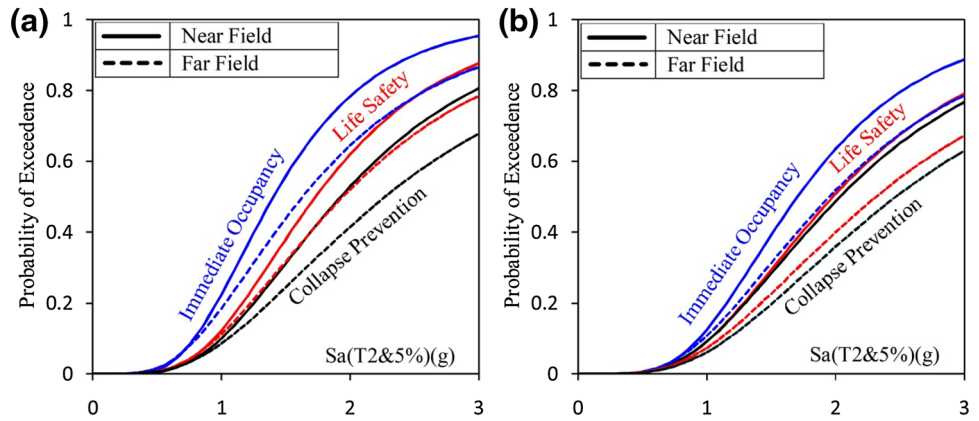 (a)
Near Field
Far Field
Probability of Exceedence
1
0.8
0.6
0.4
0.2
0
Immediate Occupancy
Life Safety
Collapse Prevention
Sa(T2&5%)(g)
0 1 2 3
(b)
Near Field
Far Field
Probability of Exceedence
1
0.8
0.6
0.4
0.2
0
Immediate Occupancy
Life Safety
Collapse Prevention
Sa(T2&5%)(g)
0 1 2 3